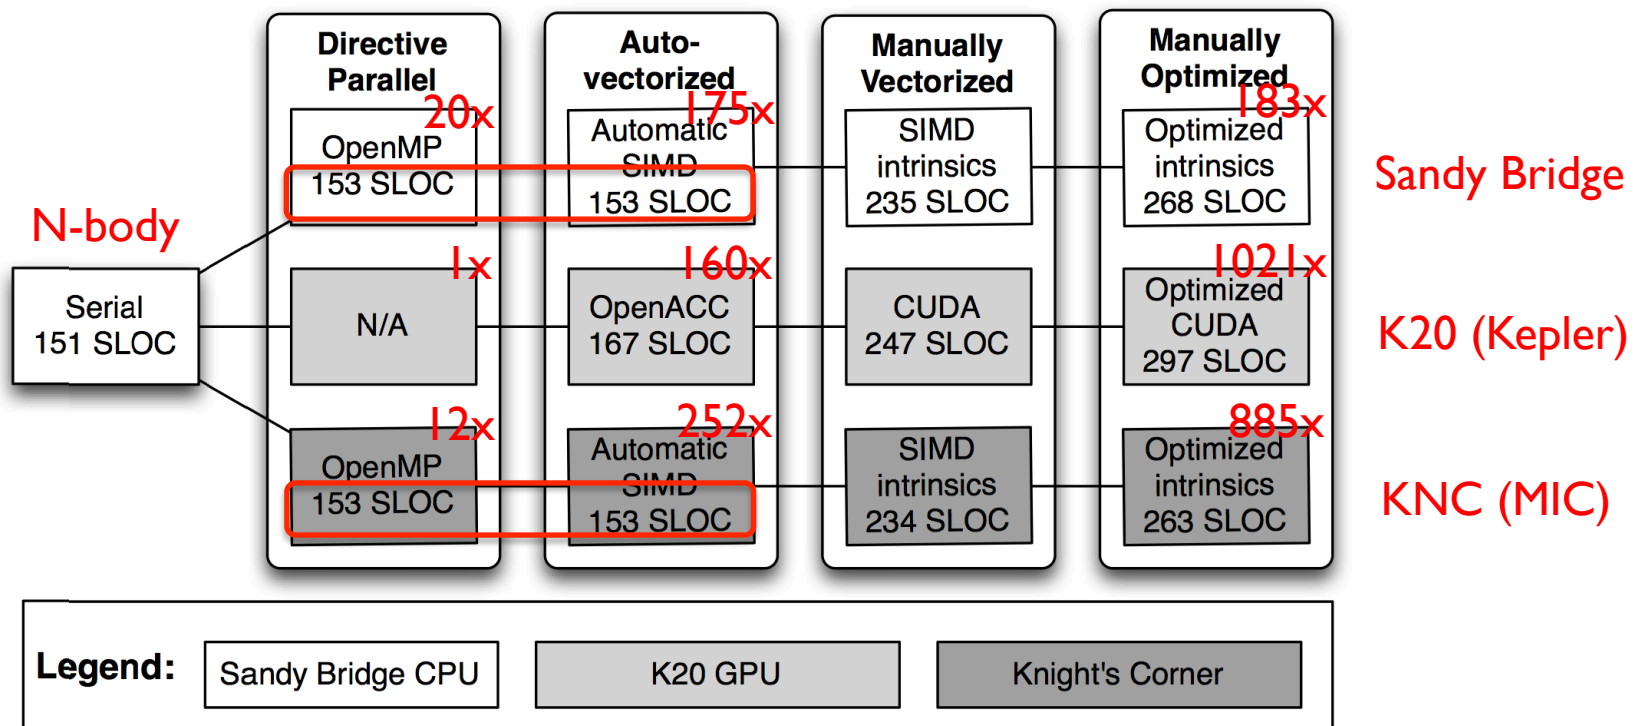 Directive
Parallel
Auto-
vectorized
Manually
Vectorized
Manually
Optimized
20x
175x
183x
OpenMP
153 SLOC
Automatic
SIMD
153 SLOC
SIMD
intrinsics
235 SLOC
Optimized
intrinsics
268 SLOC
Sandy Bridge
N-body
Serial
151 SLOC
1x
160x
1021x
N/A
OpenACC
167 SLOC
CUDA
247 SLOC
Optimized
CUDA
297 SLOC
K20 (Kepler)
12x
252x
885x
OpenMP
153 SLOC
Automatic
SIMD
153 SLOC
SIMD
intrinsics
234 SLOC
Optimized
intrinsics
263 SLOC
KNC (MIC)
Legend:
Sandy Bridge CPU
K20 GPU
Knight's Corner